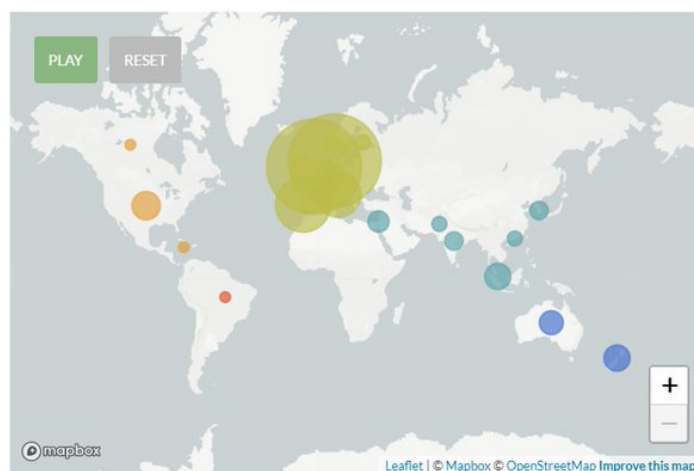 PLAY RESET
+
−
mapbox
Leaflet | © Mapbox © OpenStreetMap Improve this map